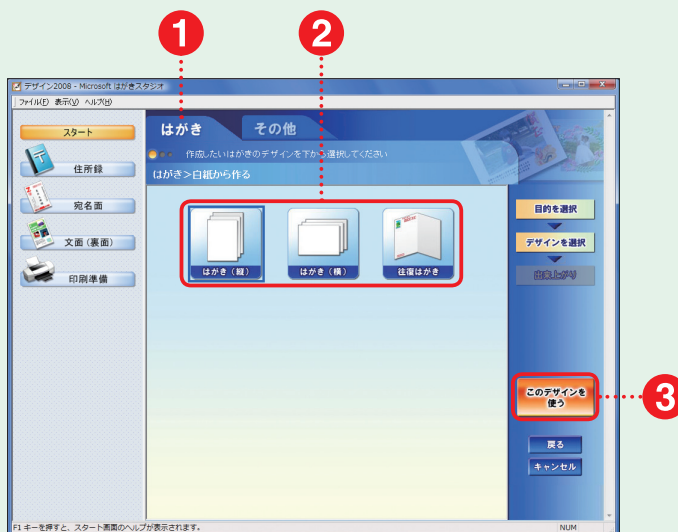 1
2
デザイン2008 - Microsoft はがきスタジオ
ファイル(F) 表示(V) ヘルプ(H)
スタート
住所録
宛名面
文面（裏面）
印刷準備
はがき
その他
作成したいはがきのデザインを下から選択してください
はがき＞白紙から作る
はがき（縦）
はがき（横）
往復はがき
目的を選択
デザインを選択
出来上がり
このデザインを
使う
3
戻る
キャンセル
F1 キーを押すと、スタート画面のヘルプが表示されます。
NUM